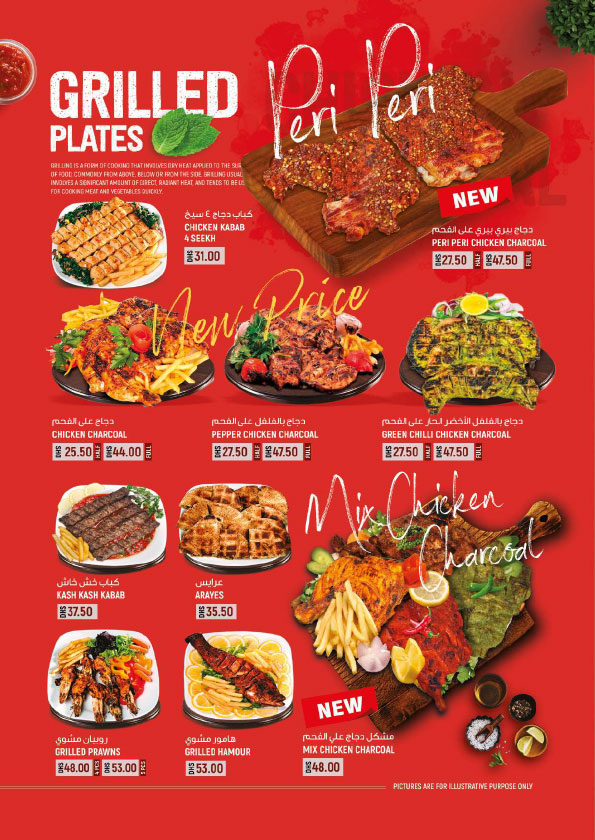 GRILLED
PLATES
Peri Peri
GRILLING IS A FORM OF COOKING THAT INVOLVES DRY HEAT APPLIED TO THE SUR
OF FOOD, COMMONLY FROM ABOVE, BELOW OR FROM THE SIDE. GRILLING USUAL
INVOLVES A SIGNIFICANT AMOUNT OF DIRECT, RADIANT HEAT, AND TENDS TO BE U
FOR COOKING MEAT AND VEGETABLES QUICKLY.
NEW
كباب دجاج ٤ سيخ
CHICKEN KABAB
4 SEEKH
DHS 31.00
دجاج بيري بيري على الفحم
PERI PERI CHICKEN CHARCOAL
DHS 27.50 HALF DHS 47.50 FULL
New Price
دجاج على الفحم
CHICKEN CHARCOAL
DHS 25.50 HALF DHS 44.00 FULL
دجاج بالفلفل على الفحم
PEPPER CHICKEN CHARCOAL
DHS 27.50 HALF DHS 47.50 FULL
دجاج بالفلفل الأخضر الحار على الفحم
GREEN CHILLI CHICKEN CHARCOAL
DHS 27.50 HALF DHS 47.50 FULL
Mix Chicken
Charcoal
كباب خش خاش
KASH KASH KABAB
DHS 37.50
عرايس
ARAYES
DHS 35.50
NEW
روبيان مشوي
GRILLED PRAWNS
DHS 48.00 DHS 53.00
هامور مشوي
GRILLED HAMOUR
DHS 53.00
مشكل دجاج علي الفحم
MIX CHICKEN CHARCOAL
DHS 48.00
PICTURES ARE FOR ILLUSTRATIVE PURPOSE ONLY